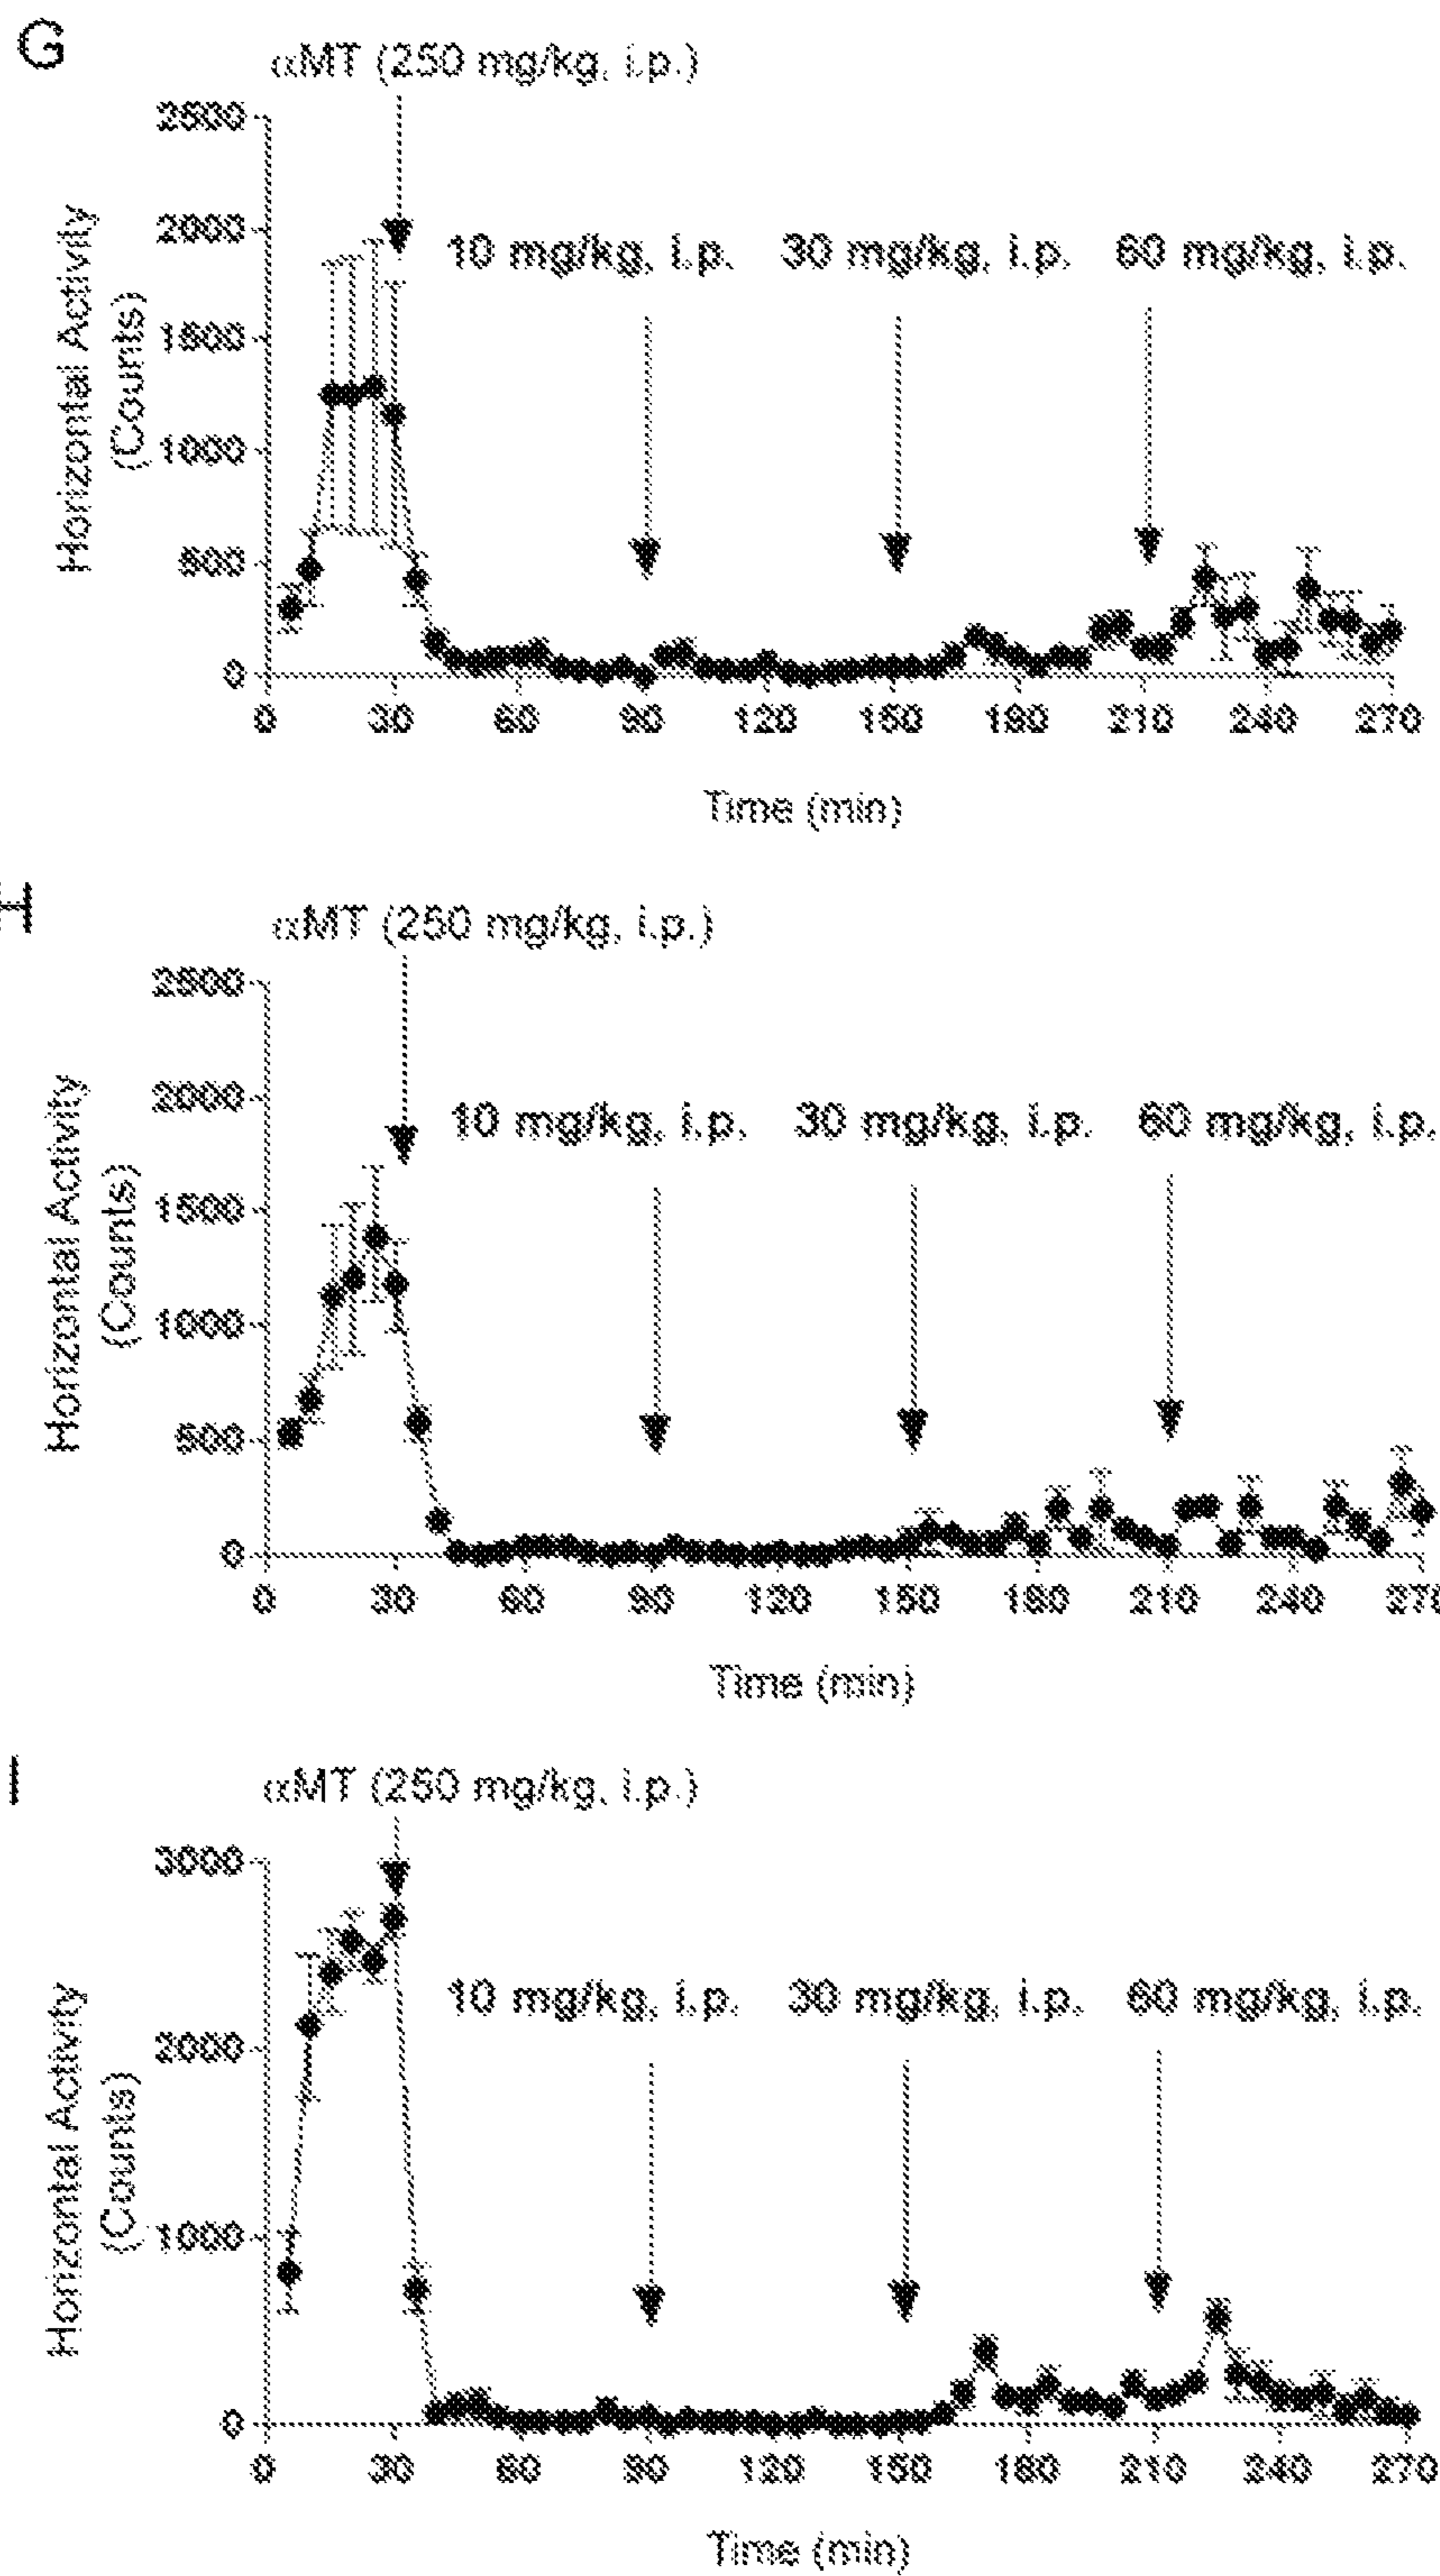 G
αMT (250 mg/kg, i.p.)
2500
2000
1500
1000
500
0
Horizontal Activity
(Counts)
10 mg/kg, i.p. 30 mg/kg, i.p. 60 mg/kg, i.p.
0 30 60 90 120 150 180 210 240 270
Time (min)
H
αMT (250 mg/kg, i.p.)
2500
2000
1500
1000
500
0
Horizontal Activity
(Counts)
10 mg/kg, i.p. 30 mg/kg, i.p. 60 mg/kg, i.p.
0 30 60 90 120 150 180 210 240 270
Time (min)
I
αMT (250 mg/kg, i.p.)
3000
2000
1000
0
Horizontal Activity
(Counts)
10 mg/kg, i.p. 30 mg/kg, i.p. 60 mg/kg, i.p.
0 30 60 90 120 150 180 210 240 270
Time (min)